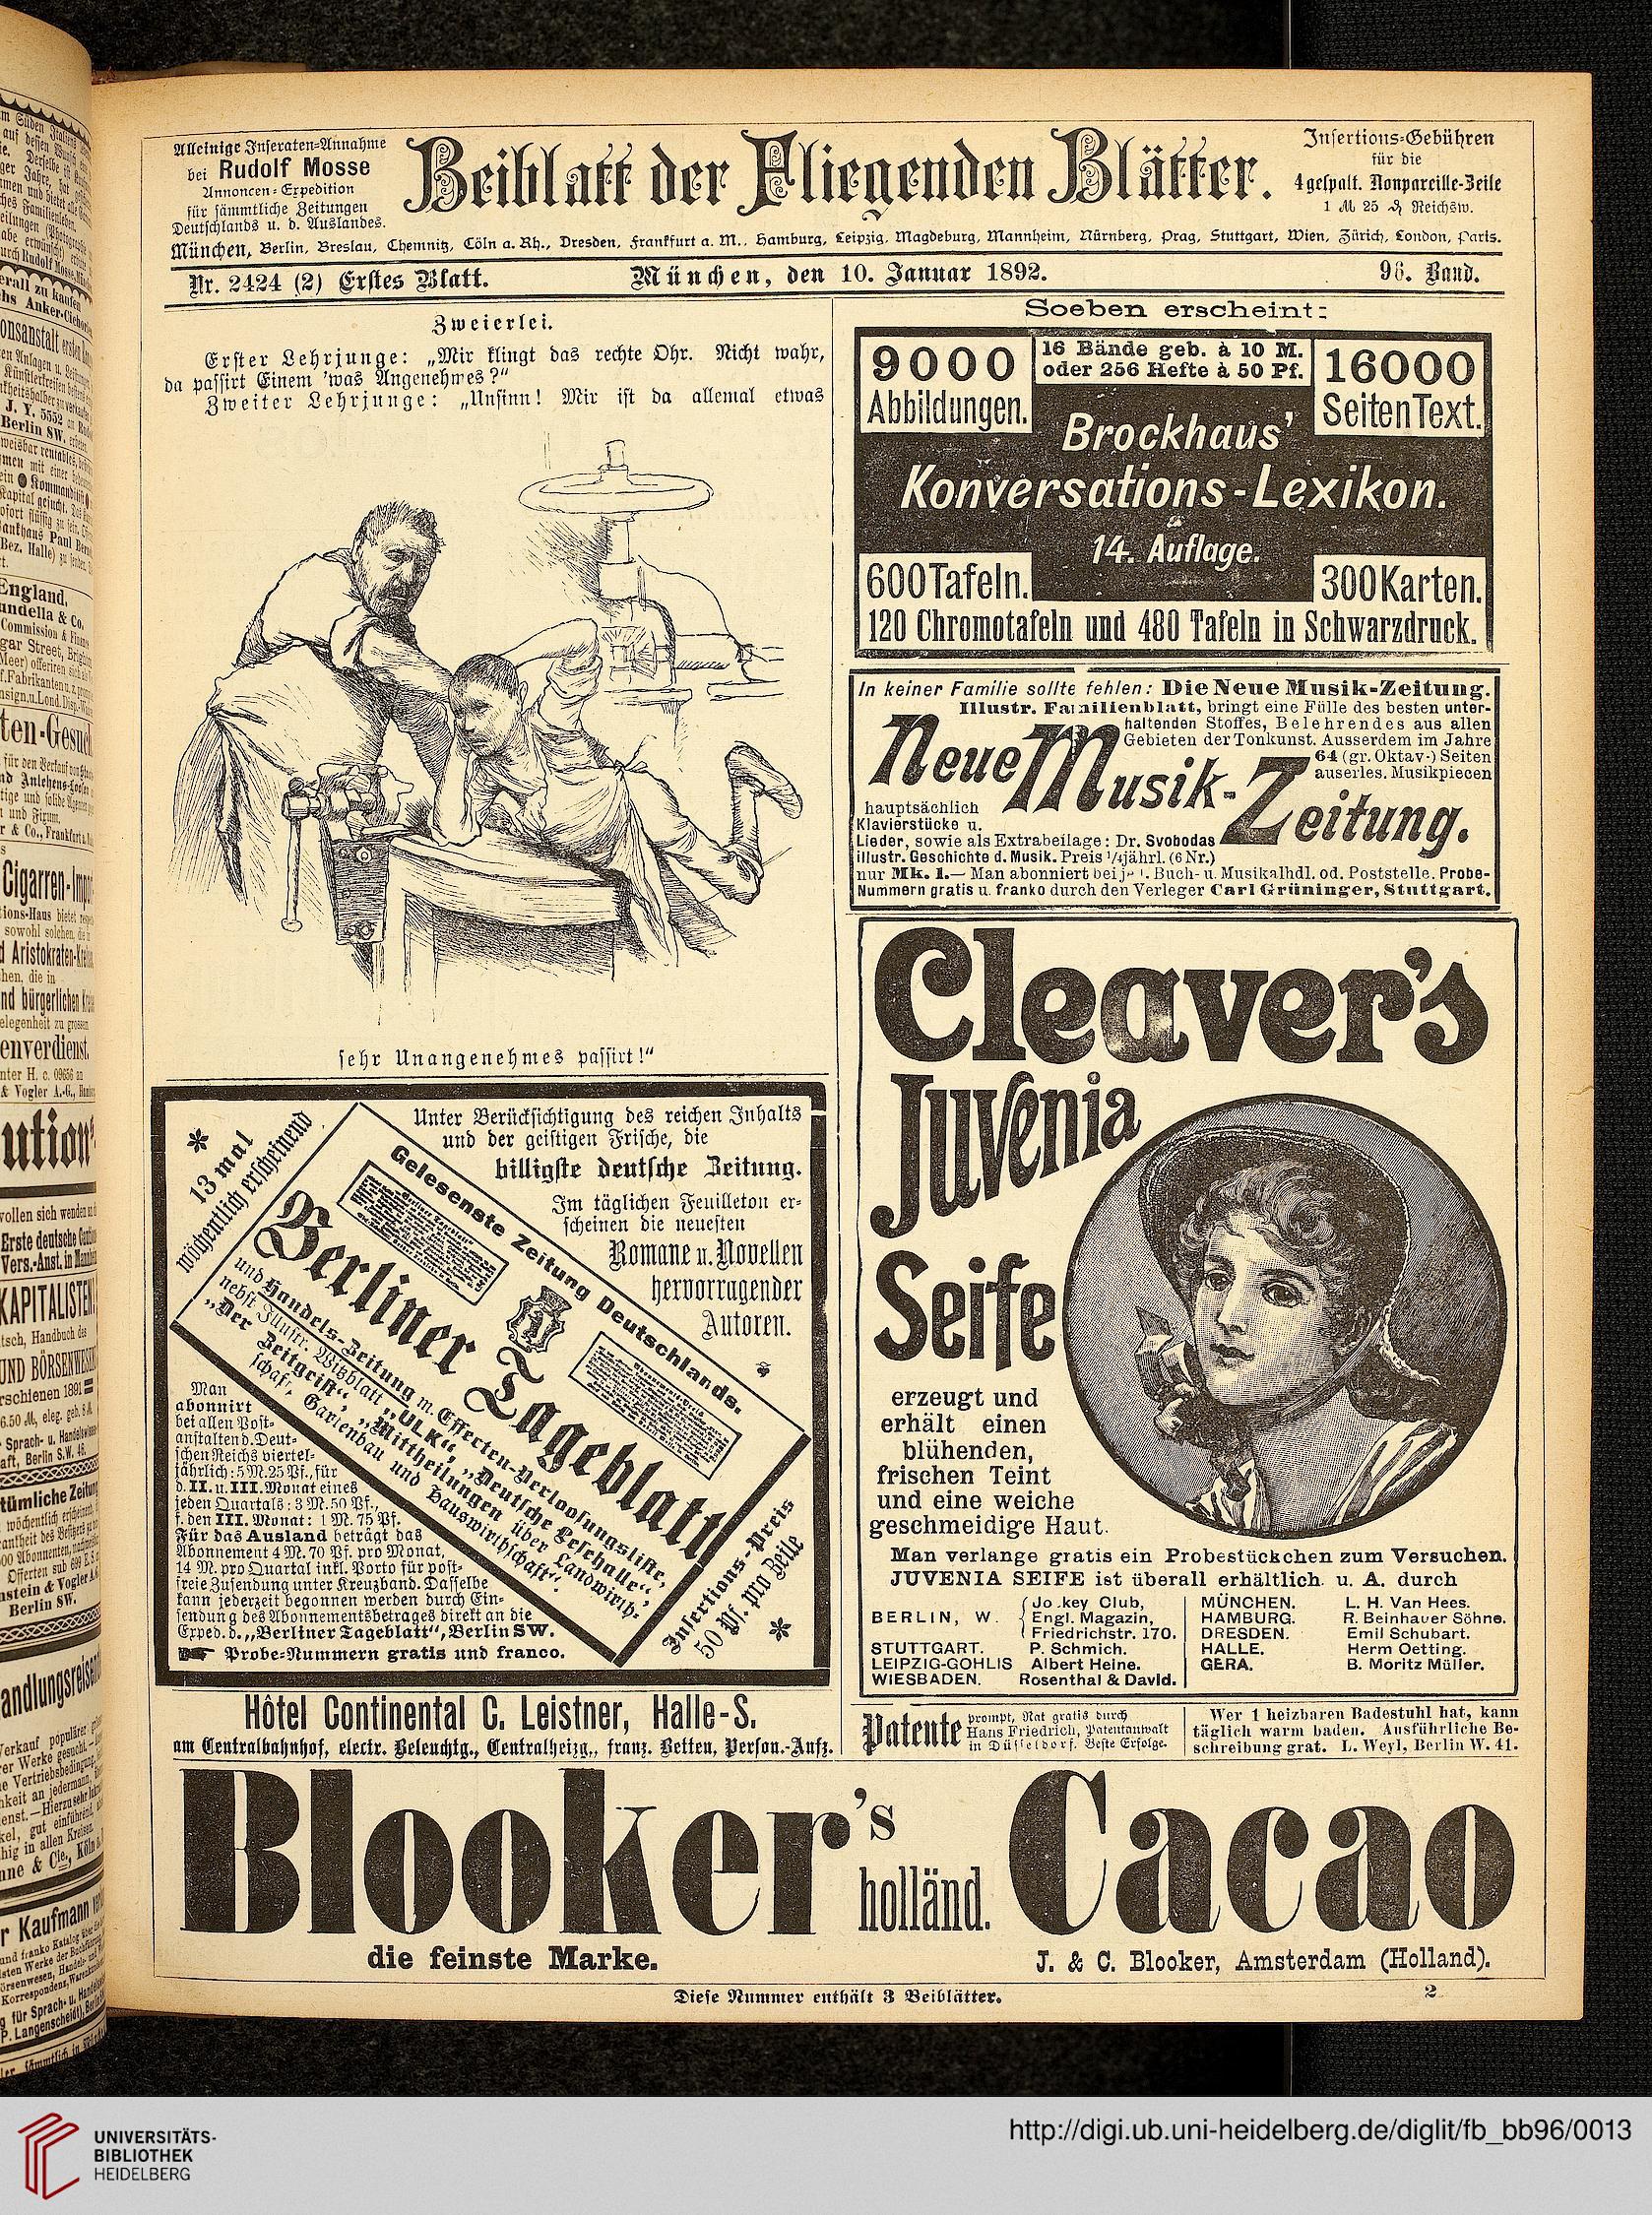 Alleinige Inseraten-Annahme
bei Rudolf Mosse
Annoncen-Expedition
für sämmtliche Zeitungen
Deutschlands u. d. Auslandes.
Beiblatt der Fliegenden Blätter.
Insertions-Gebühren
für die
4 gespalt. Nonpareille-Zeile
1 M 25 ₰ Reichsw.
München, Berlin, Breslau, Chemnitz, Cöln a. Rh., Dresden, Frankfurt a. M., Hamburg, Leipzig, Magdeburg, Mannheim, Nürnberg, Prag, Stuttgart, Wien, Zürich, London, Paris.
Nr. 2424 (2) Erstes Blatt.
München, den 10. Januar 1892.
96. Band.
Zweierlei.
Erster Lehrjunge: „Mir klingt das rechte Ohr. Nicht wahr,
da passirt Einem 'was Angenehmes?"
Zweiter Lehrjunge: „Unsinn! Mir ist da allemal etwas
sehr Unangenehmes passirt!"
* 13 mal
wöchentlich erscheinend
Unter Berücksichtigung des reichen Inhalts
und der geistigen Frische, die
billigste deutsche Zeitung.
Im täglichen Feuilleton er-
scheinen die neuesten
Romane u. Novellen
hervorragender
Autoren.
Gelesenste Zeitung Deutschlands.
Berliner Tageblatt
und Handels-Zeitung m. Effecten-Verloosungsliste,
nebst Illustr. Witzblatt „ULK", „Deutsche Lesehalle",
„Der Zeitgeist", „Mittheilungen über Landwirth-
schaft, Gartenbau und Hauswirthschaft".
Man
abonnirt
bei allen Post-
anstalten d. Deut-
schen Reichs viertel-
jährlich: 5 M. 25 Pf., für
d. II. u. III. Monat eines
jeden Quartals: 3 M. 50 Pf.,
f. den III. Monat: 1 M. 75 Pf.
Für das Ausland beträgt das
Abonnement 4 M. 70 Pf. pro Monat,
14 M. pro Quartal inkl. Porto für post-
freie Zusendung unter Kreuzband. Dasselbe
kann jederzeit begonnen werden durch Ein-
sendung des Abonnementsbetrages direkt an die
Exped. d. „Berliner Tageblatt", Berlin SW.
☛ Probe-Nummern gratis und franco.
Insertions-Preis
50 Pf. pro Zeile *
Hôtel Continental C. Leistner, Halle-S.
am Centralbahnhof, electr. Beleuchtg., Centralheizg., franz. Betten, Person.-Aufz.
Soeben erscheint:
9000
Abbildungen.
16 Bände geb. à 10 M.
oder 256 Hefte à 50 Pf.
16000
Seiten Text.
Brockhaus'
Konversations-Lexikon.
14. Auflage.
600 Tafeln.
300 Karten.
120 Chromotafeln und 480 Tafeln in Schwarzdruck.
In keiner Familie sollte fehlen: Die Neue Musik-Zeitung.
Illustr. Familienblatt, bringt eine Fülle des besten unter-
haltenden Stoffes, Belehrendes aus allen
Gebieten der Tonkunst. Ausserdem im Jahre
64 (gr. Oktav-) Seiten
auserles. Musikpiecen
Neue Musik-Zeitung.
hauptsächlich
Klavierstücke u.
Lieder, sowie als Extrabeilage: Dr. Svobodas
illustr. Geschichte d. Musik. Preis 1/4jährl. (6 Nr.)
nur Mk. 1.— Man abonniert bei j. Buch- u. Musikalhdl. od. Poststelle. Probe-
Nummern gratis u. franko durch den Verleger Carl Grüninger, Stuttgart.
Cleaver's
Juvenia
Seife
erzeugt und
erhält einen
blühenden,
frischen Teint
und eine weiche
geschmeidige Haut.
Man verlange gratis ein Probestückchen zum Versuchen.
JUVENIA SEIFE ist überall erhältlich u. A. durch
BERLIN, W. { Jockey Club,
Engl. Magazin,
Friedrichstr. 170.
STUTTGART. P. Schmich.
LEIPZIG-GOHLIS Albert Heine.
WIESBADEN. Rosenthal & David.
MÜNCHEN. L. H. Van Hees.
HAMBURG. R. Beinhauer Söhne.
DRESDEN. Emil Schubart.
HALLE. Herm Oetting.
GERA. B. Moritz Müller.
Patente prompt, Rat gratis durch
Hans Friedrich, Patentanwalt
in Düsseldorf. Beste Erfolge.
Wer 1 heizbaren Badestuhl hat, kann
täglich warm baden. Ausführliche Be-
schreibung grat. L. Weyl, Berlin W. 41.
Blooker's holländ. Cacao
die feinste Marke.
J. & C. Blooker, Amsterdam (Holland).
Diese Nummer enthält 3 Beiblätter.
2
UNIVERSITÄTS-
BIBLIOTHEK
HEIDELBERG
http://digi.ub.uni-heidelberg.de/diglit/fb_bb96/0013